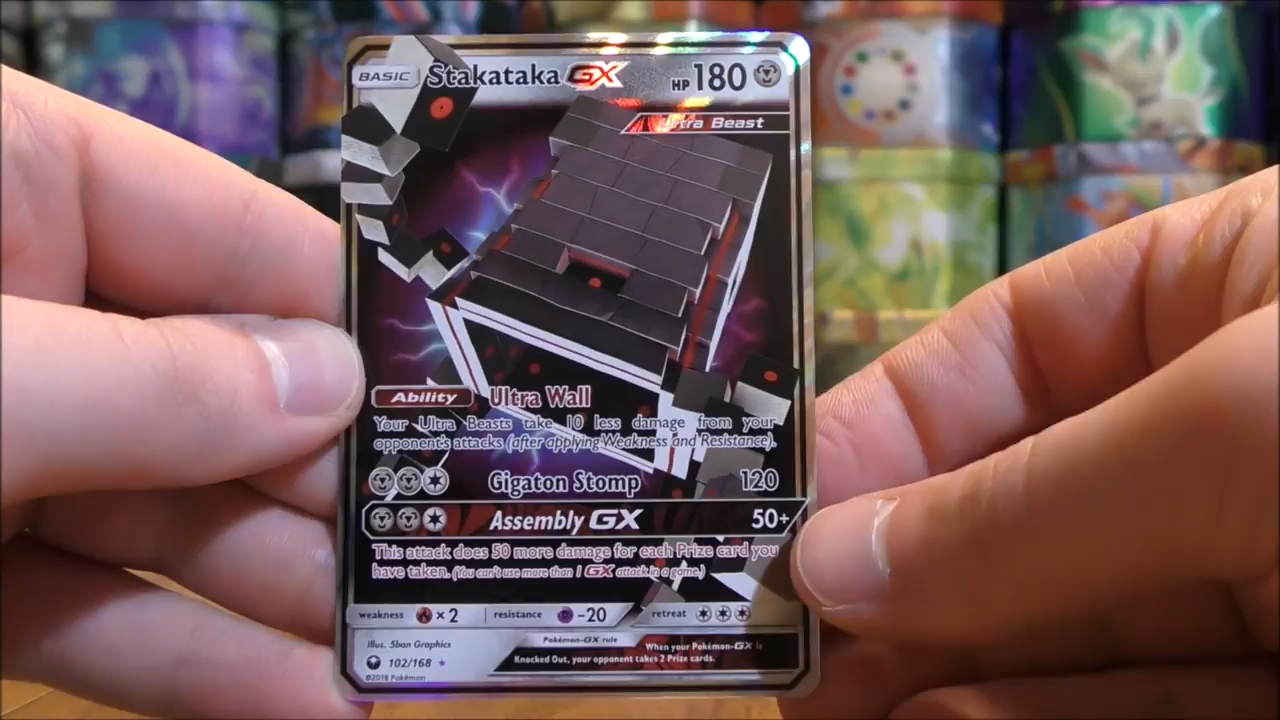 BASIC Stakataka GX HP 180
Ultra Beast
Ability Ultra Wall
Your Ultra Beasts take 10 less damage from your
opponent's attacks (after applying Weakness and Resistance).
Gigaton Stomp 120
Assembly GX 50+
This attack does 50 more damage for each Prize card you
have taken. (You can't use more than 1 GX attack in a game.)
weakness ×2 resistance -20 retreat
Illus. 5ban Graphics
102/168
©2018 Pokémon
Pokémon-GX rule When your Pokémon-GX is
Knocked Out, your opponent takes 2 Prize cards.